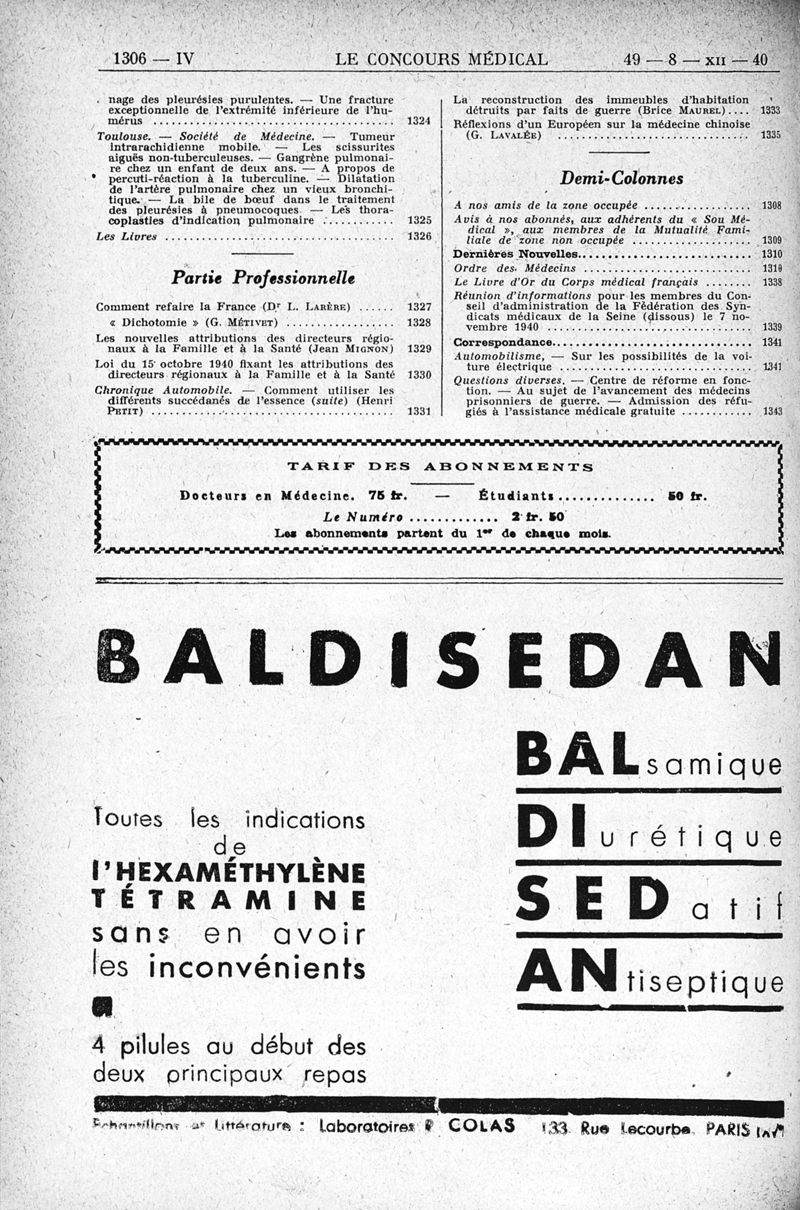 1306 — IV LE CONCOURS MÉDICAL 49 — 8 — XII — 40
nage des pleurésies purulentes. — Une fracture
exceptionnelle de l'extrémité inférieure de l'hu-
mérus ................................ 1324
Toulouse. — Société de Médecine. — Tumeur
intrarachidienne mobile. — Les scissurites
aiguës non-tuberculeuses. — Gangrène pulmonai-
re chez un enfant de deux ans. — A propos de
percuti-réaction à la tuberculine. — Dilatation
de l'artère pulmonaire chez un vieux bronchi-
tique. — La bile de bœuf dans le traitement
des pleurésies à pneumocoques. — Les thora-
coplasties d'indication pulmonaire ........... 1325
Les Livres ................................ 1326
Partie Professionnelle
Comment refaire la France (Dr L. LARÈRE) ...... 1327
« Dichotomie » (G. MÉTIVET) ................. 1328
Les nouvelles attributions des directeurs régio-
naux à la Famille et à la Santé (Jean MIGNON) 1329
Loi du 15 octobre 1940 fixant les attributions des
directeurs régionaux à la Famille et à la Santé 1330
Chronique Automobile. — Comment utiliser les
différents succédanés de l'essence (suite) (Henri
PETIT) ................................ 1331
La reconstruction des immeubles d'habitation
détruits par faits de guerre (Brice MAUREL).... 1333
Réflexions d'un Européen sur la médecine chinoise
(G. LAVALÉE) ............................ 1335
Demi-Colonnes
A nos amis de la zone occupée .................. 1308
Avis à nos abonnés, aux adhérents du « Sou Mé-
dical », aux membres de la Mutualité Fami-
liale de zone non occupée .................... 1309
Dernières Nouvelles............................ 1310
Ordre des Médecins ........................ 1310
Le Livre d'Or du Corps médical français ........ 1338
Réunion d'informations pour les membres du Con-
seil d'administration de la Fédération des Syn-
dicats médicaux de la Seine (dissous) le 7 no-
vembre 1940 ................................ 1339
Correspondance................................ 1341
Automobilisme, — Sur les possibilités de la voi-
ture électrique ............................ 1341
Questions diverses. — Centre de réforme en fonc-
tion. — Au sujet de l'avancement des médecins
prisonniers de guerre. — Admission des réfu-
giés à l'assistance médicale gratuite ............ 1343
TARIF DES ABONNEMENTS
Docteurs en Médecine. 75 fr. — Étudiants.............. 50 fr.
Le Numéro ............. 2 fr. 50
Les abonnements partent du 1er de chaque mois.
BALDISEDAN
BALsamique
DIurétique
SEDatif
ANtiseptique
Toutes les indications
de
l'HEXAMÉTHYLÈNE
TÉTRAMINE
sans en avoir
les inconvénients
4 pilules au début des
deux principaux repas
Echantillons et Littérature : Laboratoires P. COLAS 133 Rue Lecourbe PARIS